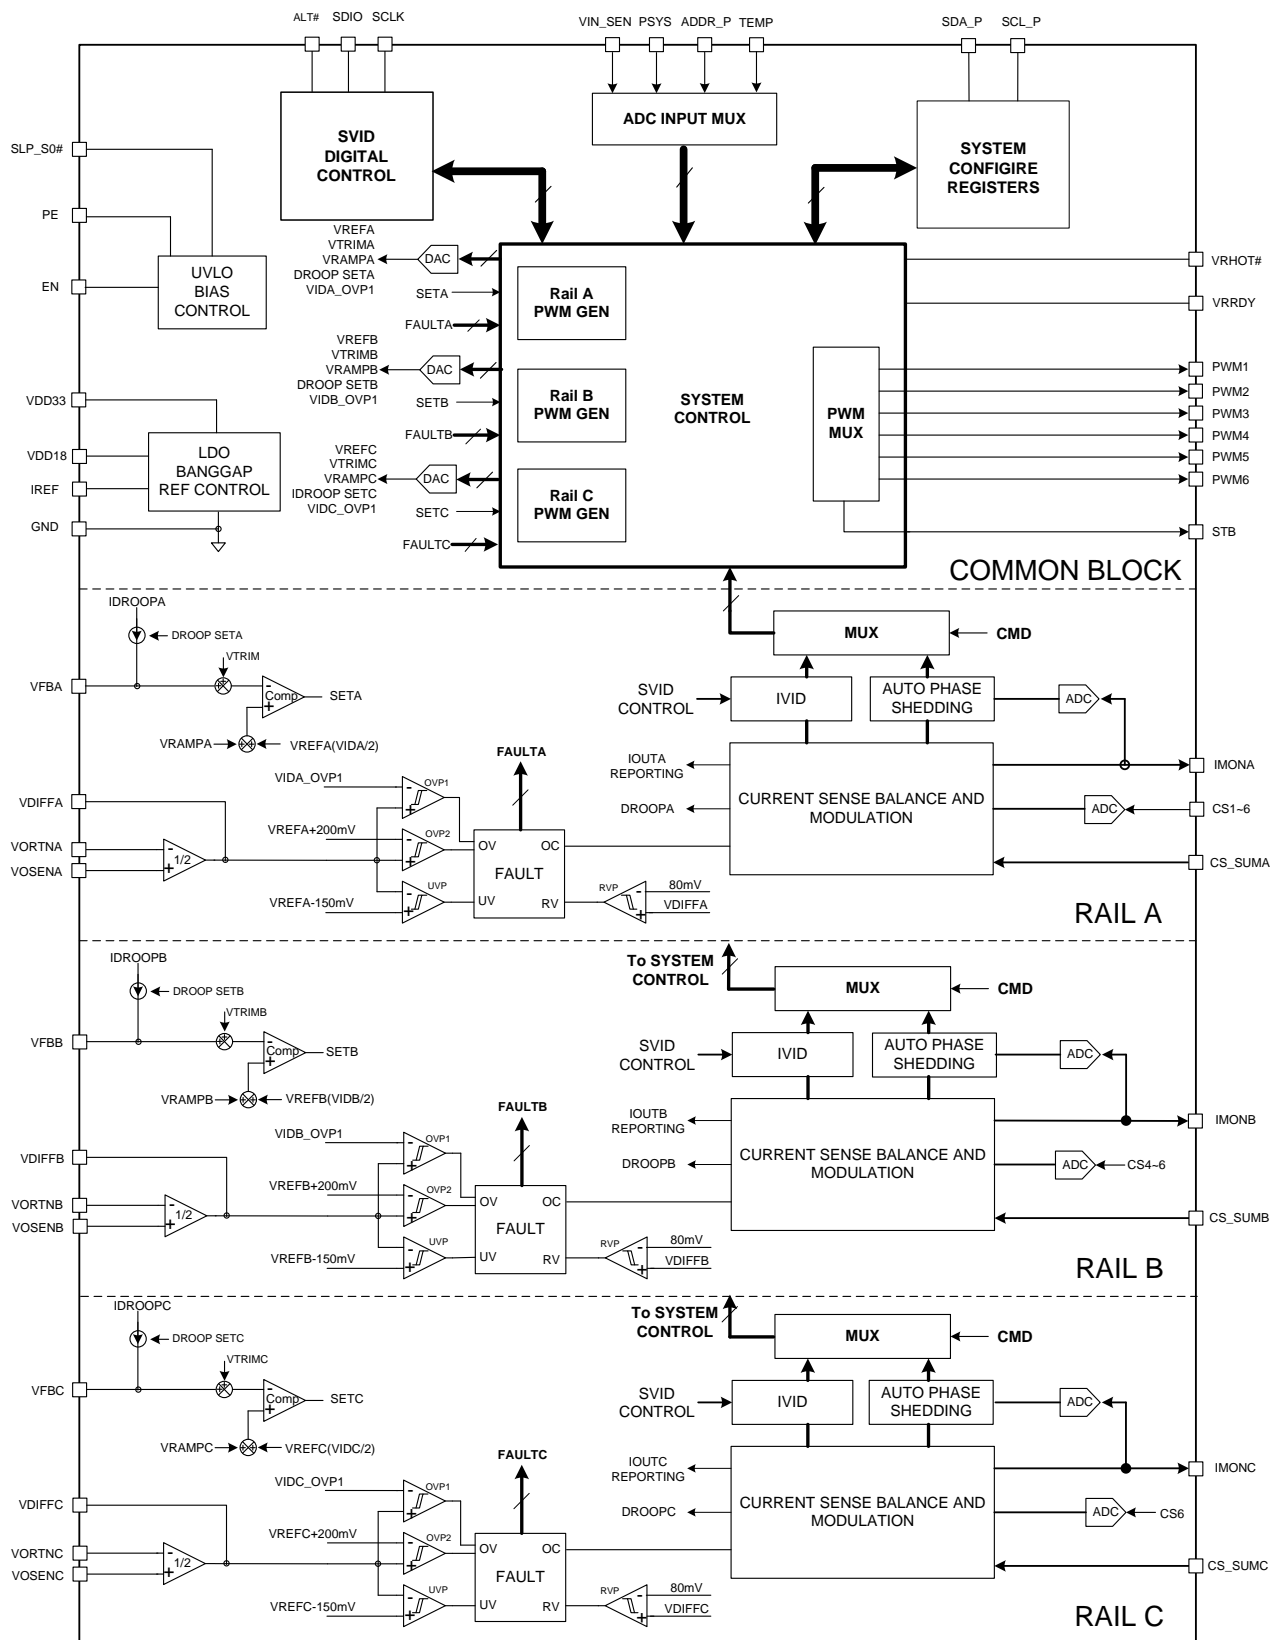 ALT# SDIO SCLK
VIN_SEN PSYS ADDR_P TEMP
SDA_P SCL_P
SVID
DIGITAL
CONTROL
ADC INPUT MUX
SYSTEM
CONFIGIRE
REGISTERS
SLP_S0#
PE
EN
UVLO
BIAS
CONTROL
VDD33
VDD18
IREF
GND
LDO
BANGGAP
REF CONTROL
VREFA
VTRIMA
VRAMPA
DROOP SETA
VIDA_OVP1
DAC
SETA
FAULTA
VREFB
VTRIMB
VRAMPB
DROOP SETB
VIDB_OVP1
DAC
SETB
FAULTB
VREFC
VTRIMC
VRAMPC
IDROOP SETC
VIDC_OVP1
DAC
SETC
FAULTC
Rail A
PWM GEN
Rail B
PWM GEN
Rail C
PWM GEN
SYSTEM
CONTROL
PWM
MUX
VRHOT#
VRRDY
PWM1
PWM2
PWM3
PWM4
PWM5
PWM6
STB
COMMON BLOCK
IDROOPA
DROOP SETA
VTRIM
VFBA
-
Comp
+
SETA
VRAMPA
VREFA(VIDA/2)
VDIFFA
VORTNA
VOSENA
-
1/2
+
VIDA_OVP1
-
+
OVP1
VREFA+200mV
-
+
OVP2
VREFA-150mV
-
+
UVP
FAULTA
OV
OC
FAULT
UV
RV
RVP
-
+
80mV
VDIFFA
MUX
CMD
SVID
CONTROL
IVID
AUTO PHASE
SHEDDING
ADC
IOUTA
REPORTING
DROOPA
CURRENT SENSE BALANCE AND
MODULATION
ADC
IMONA
CS1~6
CS_SUMA
RAIL A
IDROOPB
DROOP SETB
VTRIMB
VFBB
-
Comp
+
SETB
VRAMPB
VREFB(VIDB/2)
VDIFFB
VORTNB
VOSENB
-
1/2
+
VIDB_OVP1
-
+
OVP1
VREFB+200mV
-
+
OVP2
VREFB-150mV
-
+
UVP
FAULTB
OV
OC
FAULT
UV
RV
RVP
-
+
80mV
VDIFFB
To SYSTEM
CONTROL
MUX
CMD
SVID
CONTROL
IVID
AUTO PHASE
SHEDDING
ADC
IOUTB
REPORTING
DROOPB
CURRENT SENSE BALANCE AND
MODULATION
ADC
CS4~6
IMONB
CS_SUMB
RAIL B
IDROOPC
DROOP SETC
VTRIMC
VFBC
-
Comp
+
SETC
VRAMPC
VREFC(VIDC/2)
VDIFFC
VORTNC
VOSENC
-
1/2
+
VIDC_OVP1
-
+
OVP1
VREFC+200mV
-
+
OVP2
VREFC-150mV
-
+
UVP
FAULTC
OV
OC
FAULT
UV
RV
RVP
-
+
80mV
VDIFFC
To SYSTEM
CONTROL
MUX
CMD
SVID
CONTROL
IVID
AUTO PHASE
SHEDDING
ADC
IOUTC
REPORTING
DROOPC
CURRENT SENSE BALANCE AND
MODULATION
ADC
CS6
IMONC
CS_SUMC
RAIL C